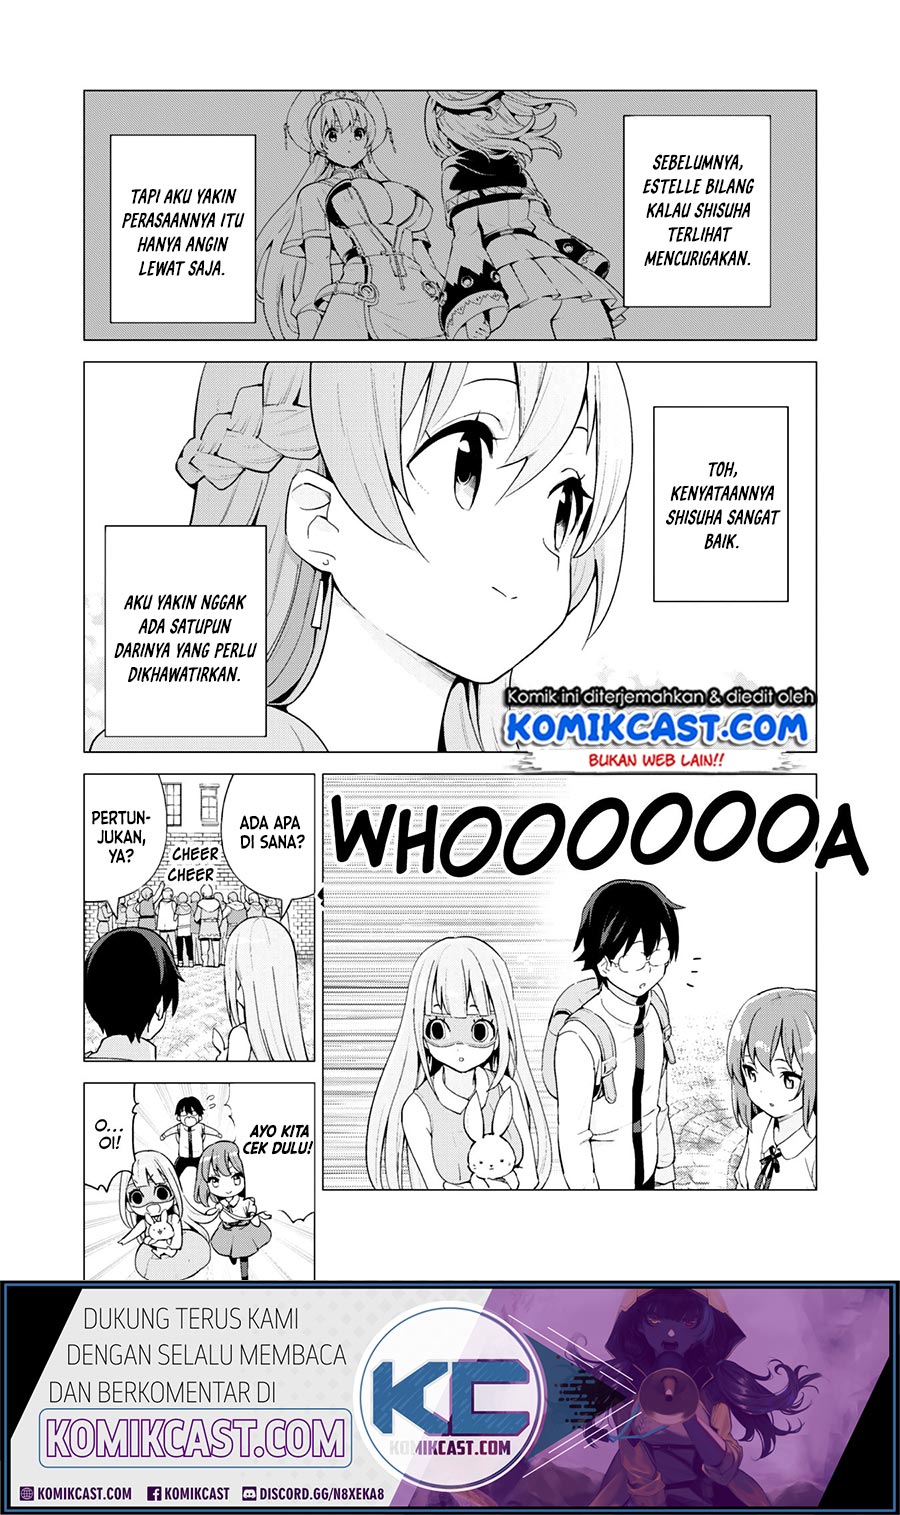 SEBELUMNYA,
ESTELLE BILANG
KALAU SHISUHA
TERLIHAT
MENCURIGAKAN.
TAPI AKU YAKIN
PERASAANNYA ITU
HANYA ANGIN
LEWAT SAJA.
TOH,
KENYATAANNYA
SHISUHA SANGAT
BAIK.
AKU YAKIN NGGAK
ADA SATUPUN
DARINYA YANG PERLU
DIKHAWATIRKAN.
Komik ini diterjemahkan & diedit oleh
KOMIKCAST.COM
BUKAN WEB LAIN!!
WHOOOOOOOA
ADA APA
DI SANA?
PERTUN-
JUKAN,
YA?
CHEER
CHEER
AYO KITA
CEK DULU!
O...
OI!
DUKUNG TERUS KAMI
DENGAN SELALU MEMBACA
DAN BERKOMENTAR DI
KOMIKCAST.COM
KOMIKCAST.COM
KOMIKCAST
DISCORD.GG/N8XEKA8
KC
KOMIKCAST.COM